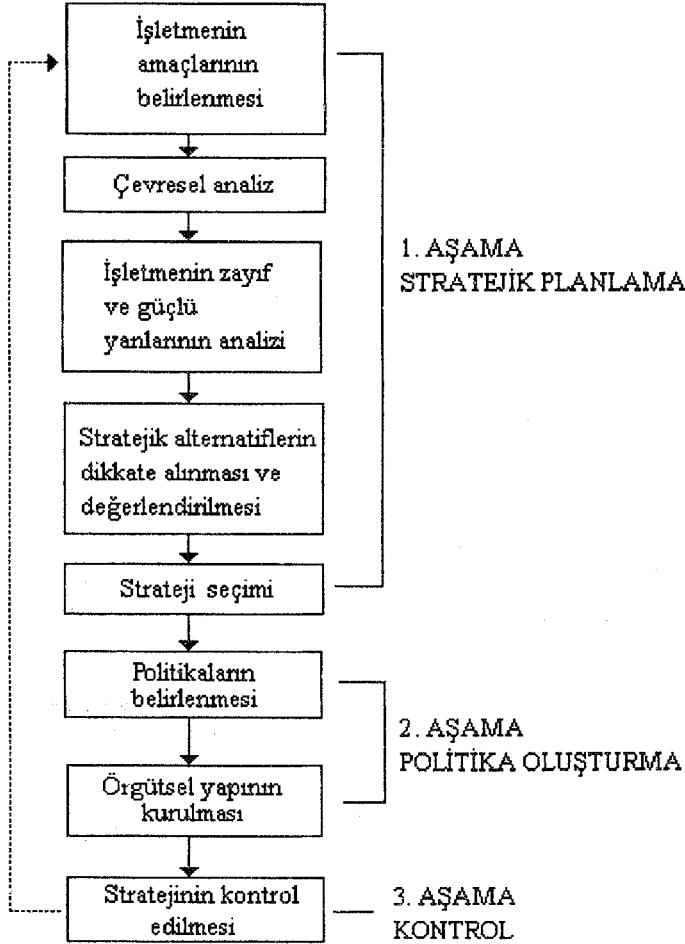 İşletmenin
amaçlarının
belirlenmesi
Çevresel analiz
İşletmenin zayıf
ve güçlü
yanlarının analizi
1. AŞAMA
STRATEJİK PLANLAMA
Stratejik alternatiflerin
dikkate alınması ve
değerlendirilmesi
Strateji seçimi
Politikaların
belirlenmesi
2. AŞAMA
POLİTİKA OLUŞTURMA
Örgütsel yapının
kurulması
Stratejinin kontrol
edilmesi
3. AŞAMA
KONTROL